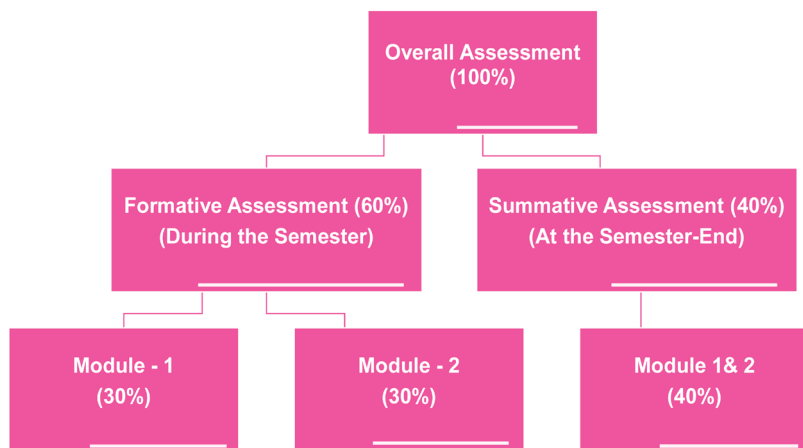 Overall Assessment
(100%)
Formative Assessment (60%)
(During the Semester)
Summative Assessment (40%)
(At the Semester-End)
Module - 1
(30%)
Module - 2
(30%)
Module 1& 2
(40%)